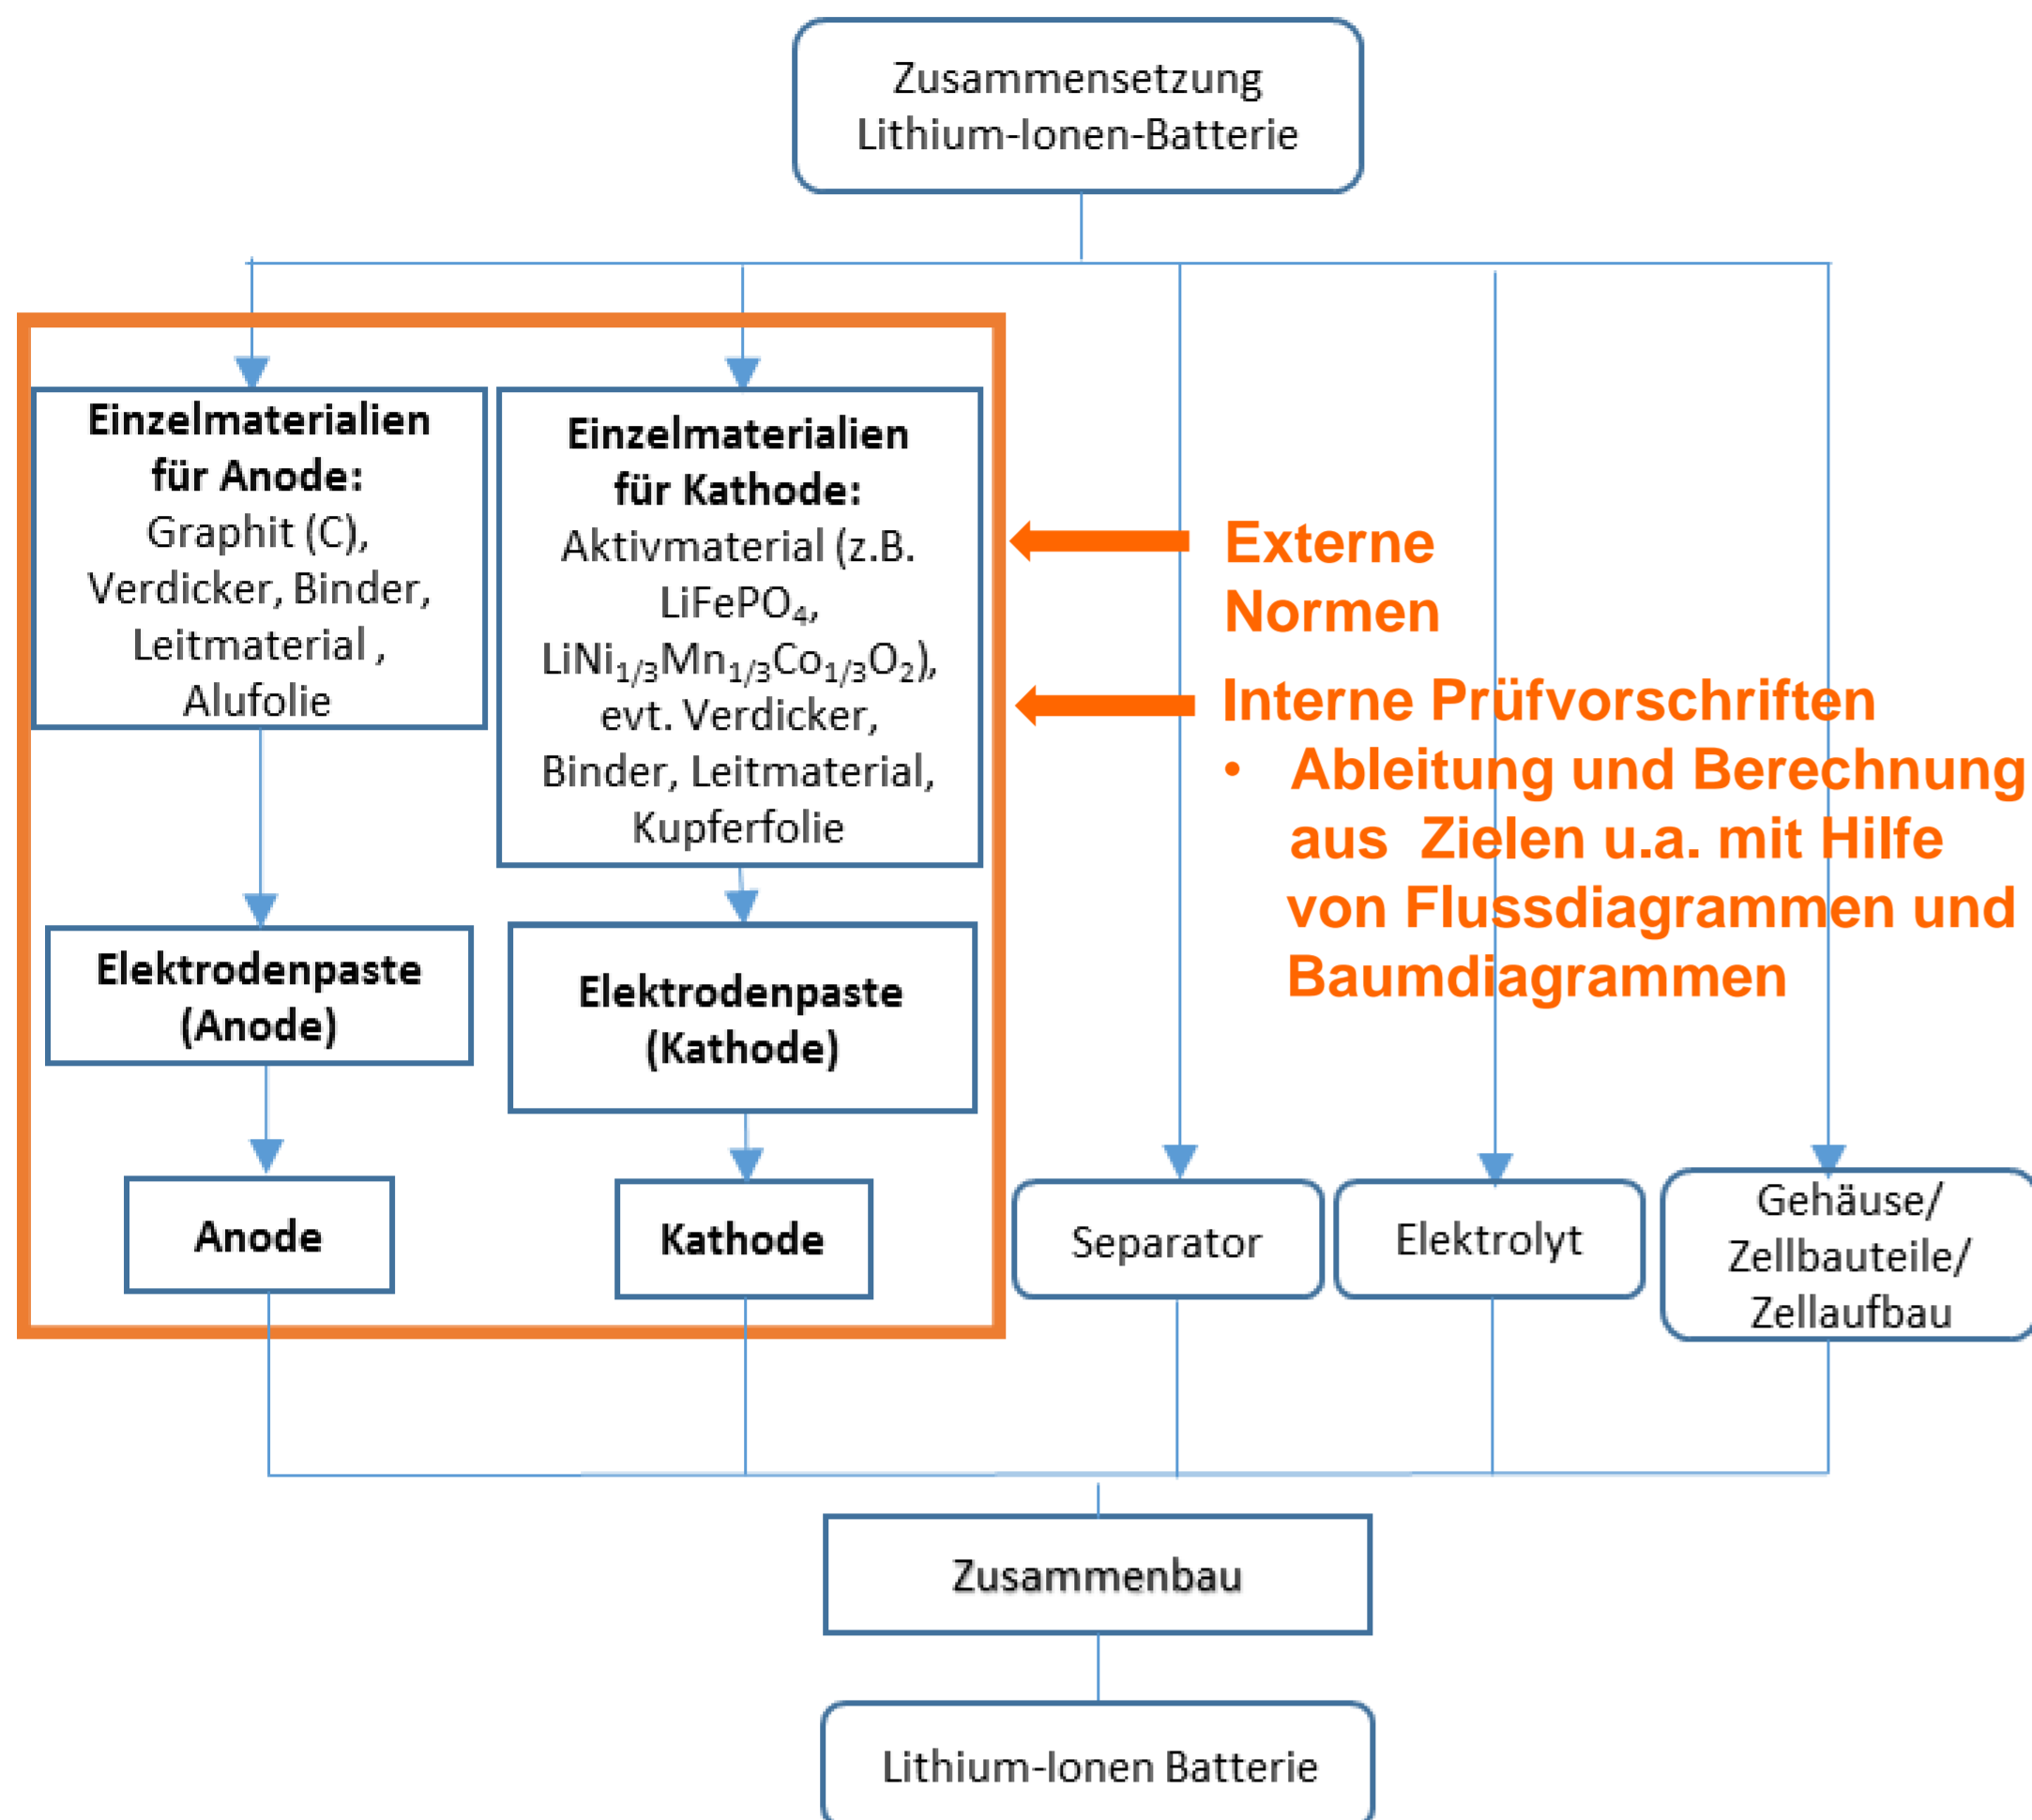 Zusammensetzung
Lithium-Ionen-Batterie
Einzelmaterialien
für Anode:
Graphit (C),
Verdicker, Binder,
Leitmaterial ,
Alufolie
Einzelmaterialien
für Kathode:
Aktivmaterial (z.B.
LiFePO₄,
LiNi₁/₃Mn₁/₃Co₁/₃O₂),
evt. Verdicker,
Binder, Leitmaterial,
Kupferfolie
Externe
Normen
Interne Prüfvorschriften
• Ableitung und Berechnung
aus Zielen u.a. mit Hilfe
von Flussdiagrammen und
Baumdiagrammen
Elektrodenpaste
(Anode)
Elektrodenpaste
(Kathode)
Anode
Kathode
Separator
Elektrolyt
Gehäuse/
Zellbauteile/
Zellaufbau
Zusammenbau
Lithium-Ionen Batterie